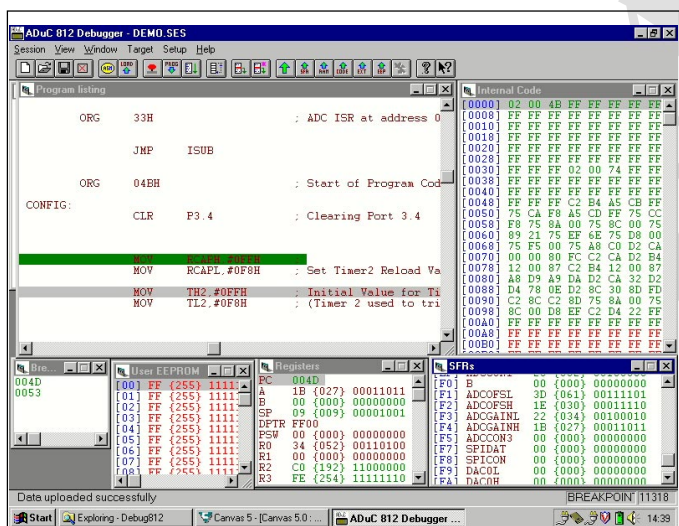 ADuC 812 Debugger - DEMO.SES
Session View Window Target Setup Help
Program listing
ORG 33H ; ADC ISR at address 0
JMP ISUB
ORG 04BH ; Start of Program Cod
CONFIG:
CLR P3.4 ; Clearing Port 3.4
MOV RCAPH,#0FFH ;
MOV RCAPL,#0F8H ; Set Timer2 Reload Va
MOV TH2,#0FFH ; Initial Value for Ti
MOV TL2,#0F8H ; (Timer 2 used to tri
Internal Code
[0000] 02 00 4B FF FF FF FF FF
[0008] FF FF FF FF FF FF FF FF
[0010] FF FF FF FF FF FF FF FF
[0018] FF FF FF FF FF FF FF FF
[0020] FF FF FF FF FF FF FF FF
[0028] FF FF FF FF FF FF FF FF
[0030] FF FF FF 02 00 74 FF FF
[0038] FF FF FF FF FF FF FF FF
[0040] FF FF FF FF FF FF FF FF
[0048] FF FF FF C2 B4 A5 CB FF
[0050] 75 CA F8 A5 CD FF 75 CC
[0058] F8 75 8A 00 75 8C 00 75
[0060] 89 21 75 EF 6E 75 D8 00
[0068] 75 F5 00 75 A8 C0 D2 CA
[0070] 00 00 80 FC C2 CA D2 B4
[0078] 12 00 87 C2 B4 12 00 87
[0080] A8 D9 A9 DA D2 CA 32 D2
[0088] D4 78 0E D2 8C 30 8D FD
[0090] C2 8C C2 8D 75 8A 00 75
[0098] 8C 00 D8 EF C2 D4 22 FF
[00A0] FF FF FF FF FF FF FF FF
[00A8] FF FF FF FF FF FF FF FF
[00B0] FF FF FF FF FF FF FF FF
Bre...
004D
0053
User EEPROM
[00] FF {255} 1111
[01] FF {255} 1111
[02] FF {255} 1111
[03] FF {255} 1111
[04] FF {255} 1111
[05] FF {255} 1111
[06] FF {255} 1111
[07] FF {255} 1111
[08] FF {255} 1111
Registers
PC 004D
A 1B {027} 00011011
B 00 {000} 00000000
SP 09 {009} 00001001
DPTR FF00
PSW 00 {000} 00000000
R0 34 {052} 00110100
R1 00 {000} 00000000
R2 C0 {192} 11000000
R3 FE {254} 11111110
SFRs
[F0] B 00 {000} 00000000
[F1] ADCOFSL 3D {061} 00111101
[F2] ADCOFSH 1E {030} 00011110
[F3] ADCGAINL 22 {034} 00100010
[F4] ADCGAINH 1B {027} 00011011
[F5] ADCCON3 00 {000} 00000000
[F7] SPIDAT 00 {000} 00000000
[F8] SPICON 00 {000} 00000000
[F9] DAC0L 00 {000} 00000000
[FA] DAC0H 00 {000} 00000000
Data uploaded successfully
BREAKPOINT 11318
Start
Exploring - Debug812
Canvas 5 - [Canvas 5.0 : ...
ADuC 812 Debugger ...
14:39